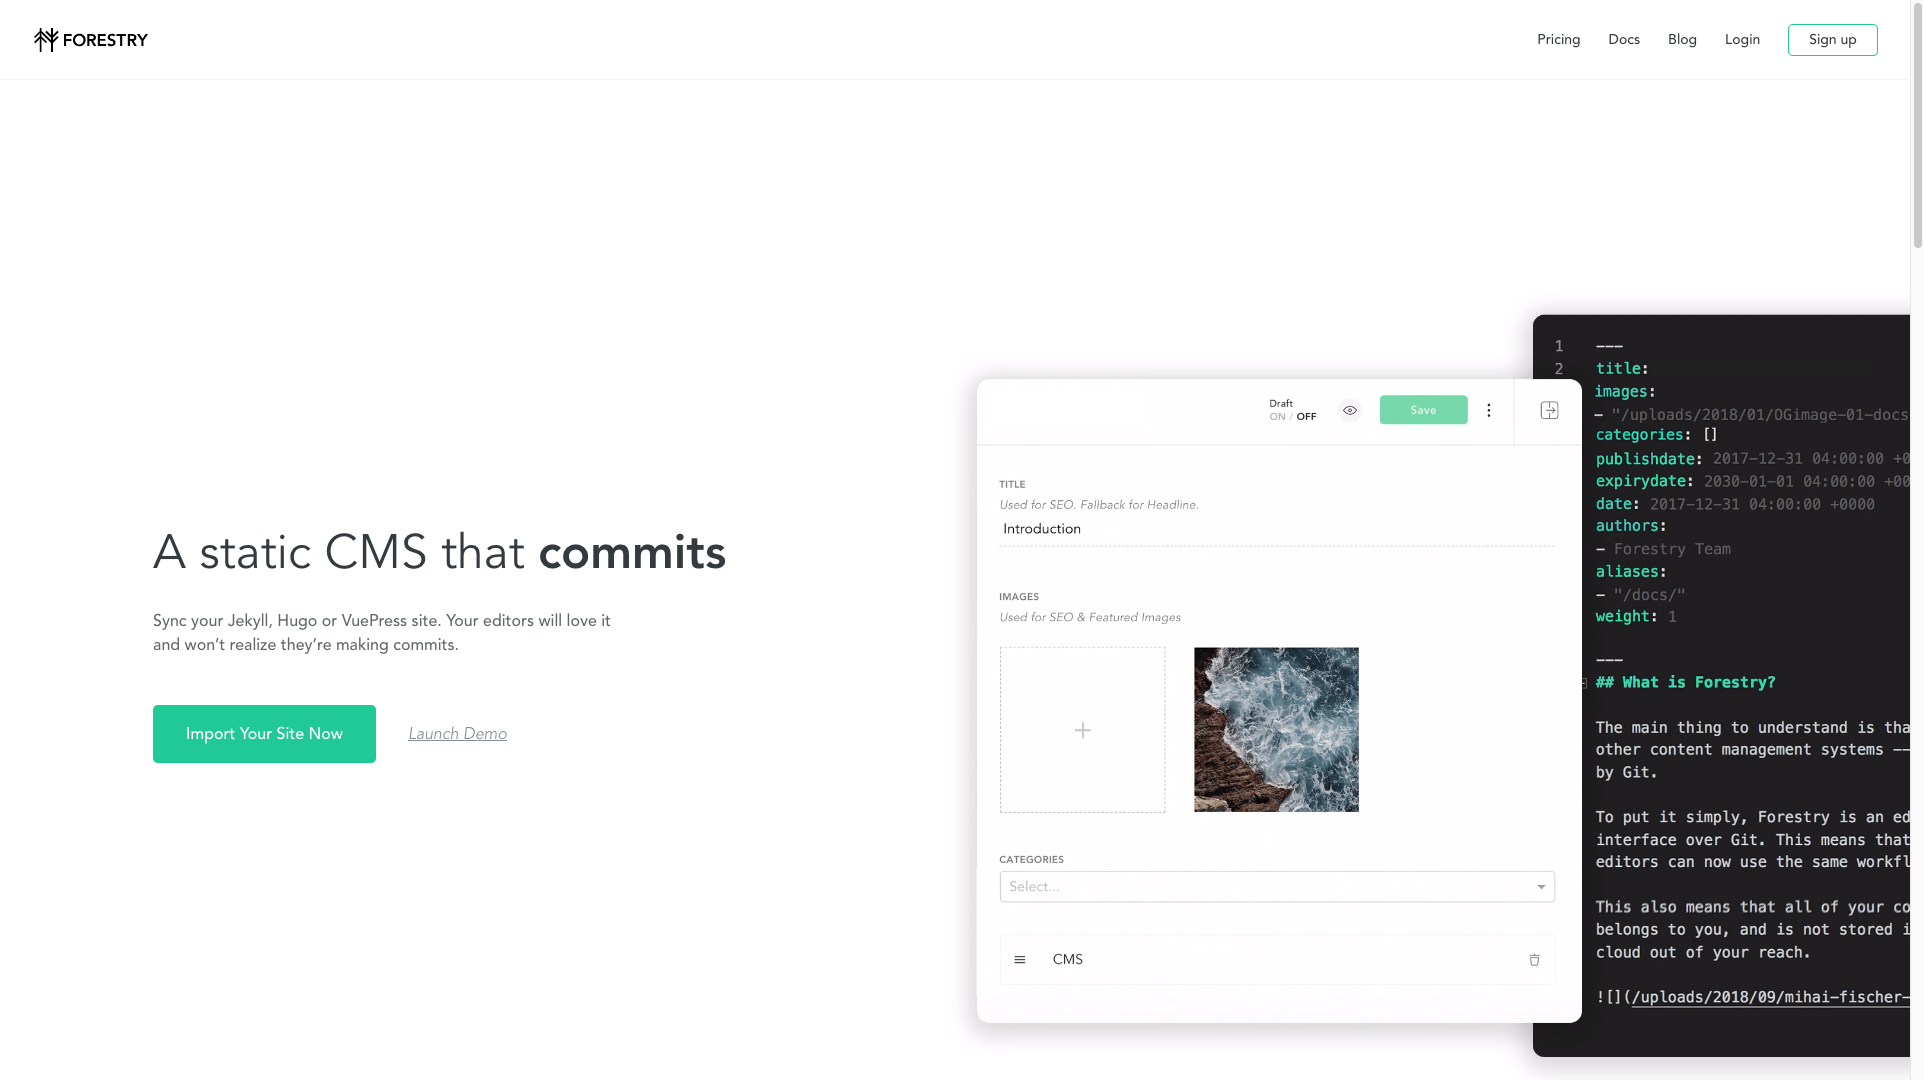 FORESTRY
Pricing
Docs
Blog
Login
Sign up
A static CMS that commits
Sync your Jekyll, Hugo or VuePress site. Your editors will love it
and won’t realize they’re making commits.
Import Your Site Now
Launch Demo
Draft
ON / OFF
Save
TITLE
Used for SEO. Fallback for Headline.
Introduction
IMAGES
Used for SEO & Featured Images
CATEGORIES
Select...
CMS
1 ---
2 title:
images:
- "/uploads/2018/01/OGimage-01-docs
categories: []
publishdate: 2017-12-31 04:00:00 +0
expirydate: 2030-01-01 04:00:00 +00
date: 2017-12-31 04:00:00 +0000
authors:
- Forestry Team
aliases:
- "/docs/"
weight: 1
---
## What is Forestry?
The main thing to understand is tha
other content management systems --
by Git.
To put it simply, Forestry is an ed
interface over Git. This means that
editors can now use the same workfl
This also means that all of your co
belongs to you, and is not stored i
cloud out of your reach.
![](/uploads/2018/09/mihai-fischer-